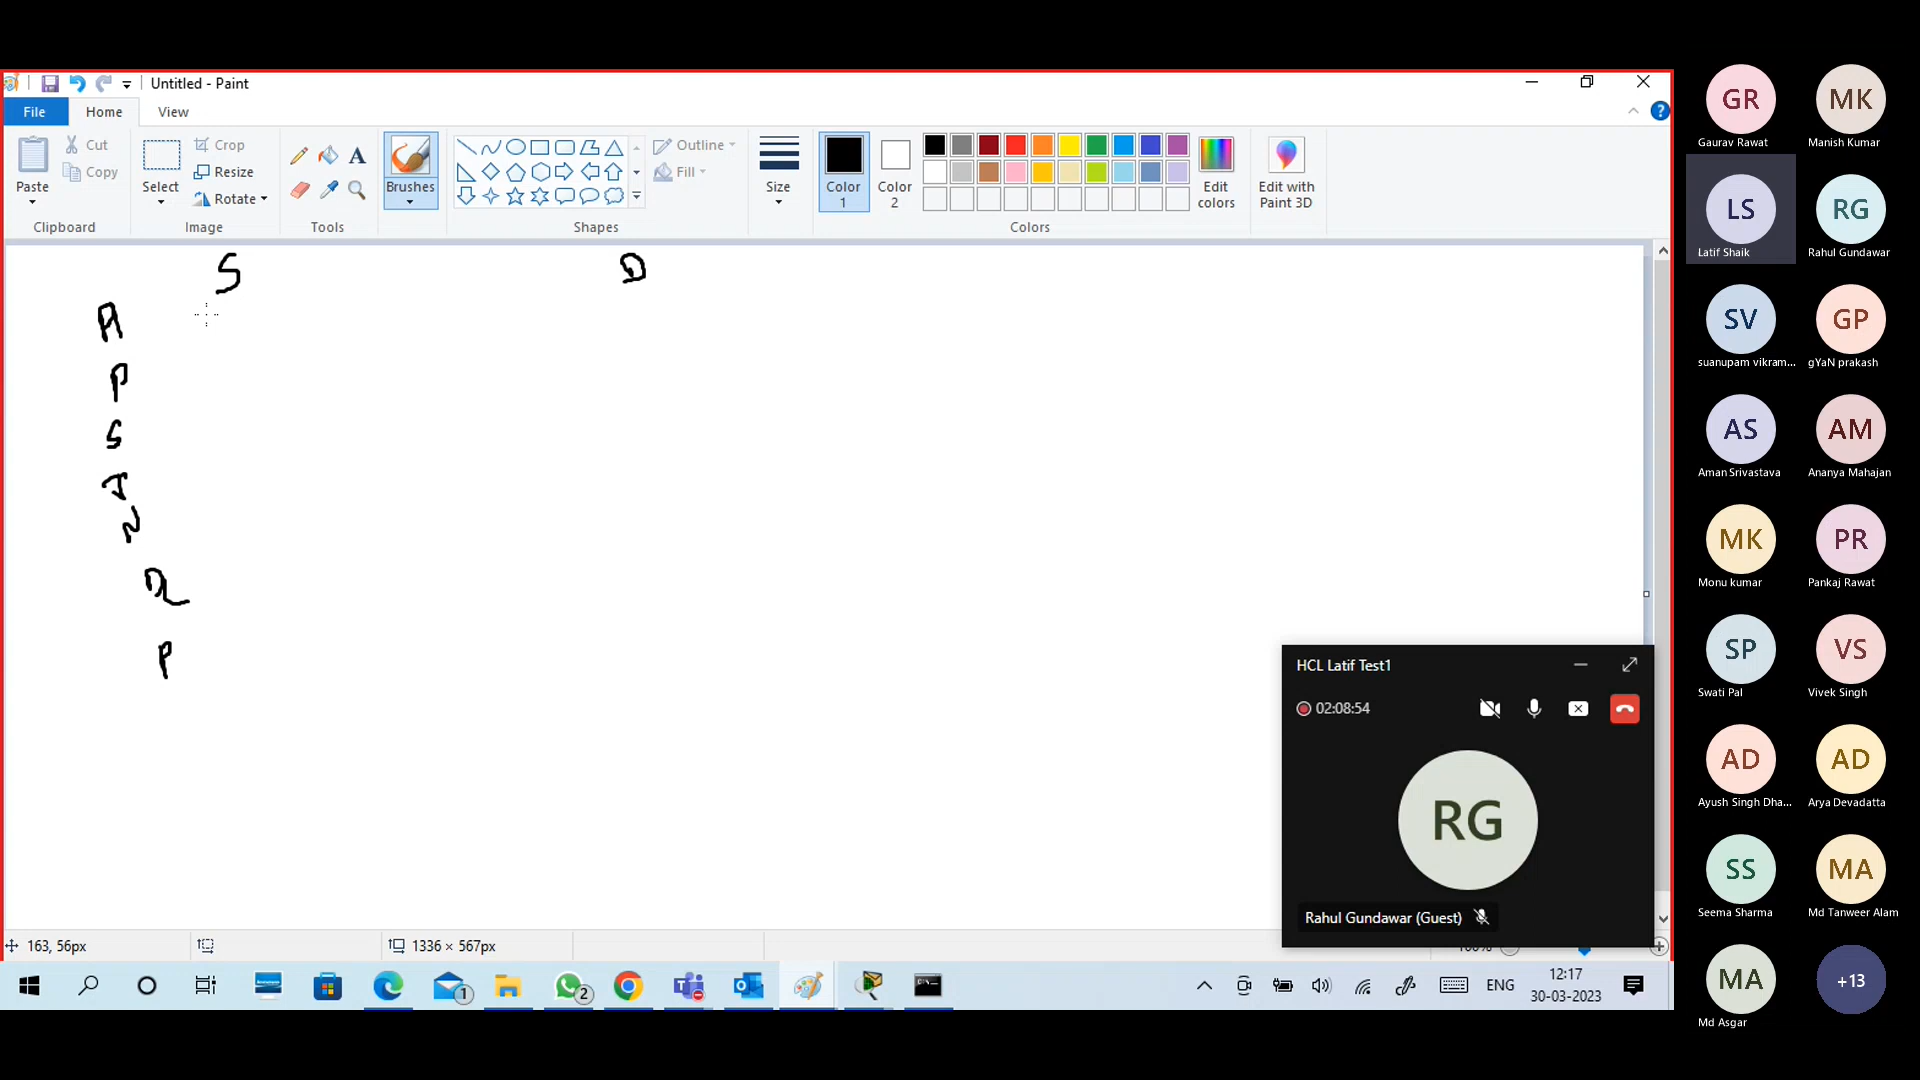 Untitled - Paint
File
Home
View
Paste
Cut
Copy
Clipboard
Select
Crop
Resize
Rotate
Image
A
Tools
Brushes
Shapes
Outline
Fill
Size
Color 1
Color 2
Edit colors
Colors
Edit with Paint 3D
S
D
A
P
S
T
N
DL
P
HCL Latif Test1
02:08:54
RG
Rahul Gundawar (Guest)
163, 56px
1336 × 567px
100%
1
2
ENG
12:17
30-03-2023
GR
Gaurav Rawat
MK
Manish Kumar
LS
Latif Shaik
RG
Rahul Gundawar
SV
suanupam vikram...
GP
gYaN prakash
AS
Aman Srivastava
AM
Ananya Mahajan
MK
Monu kumar
PR
Pankaj Rawat
SP
Swati Pal
VS
Vivek Singh
AD
Ayush Singh Dha...
AD
Arya Devadatta
SS
Seema Sharma
MA
Md Tanweer Alam
MA
Md Asgar
+13